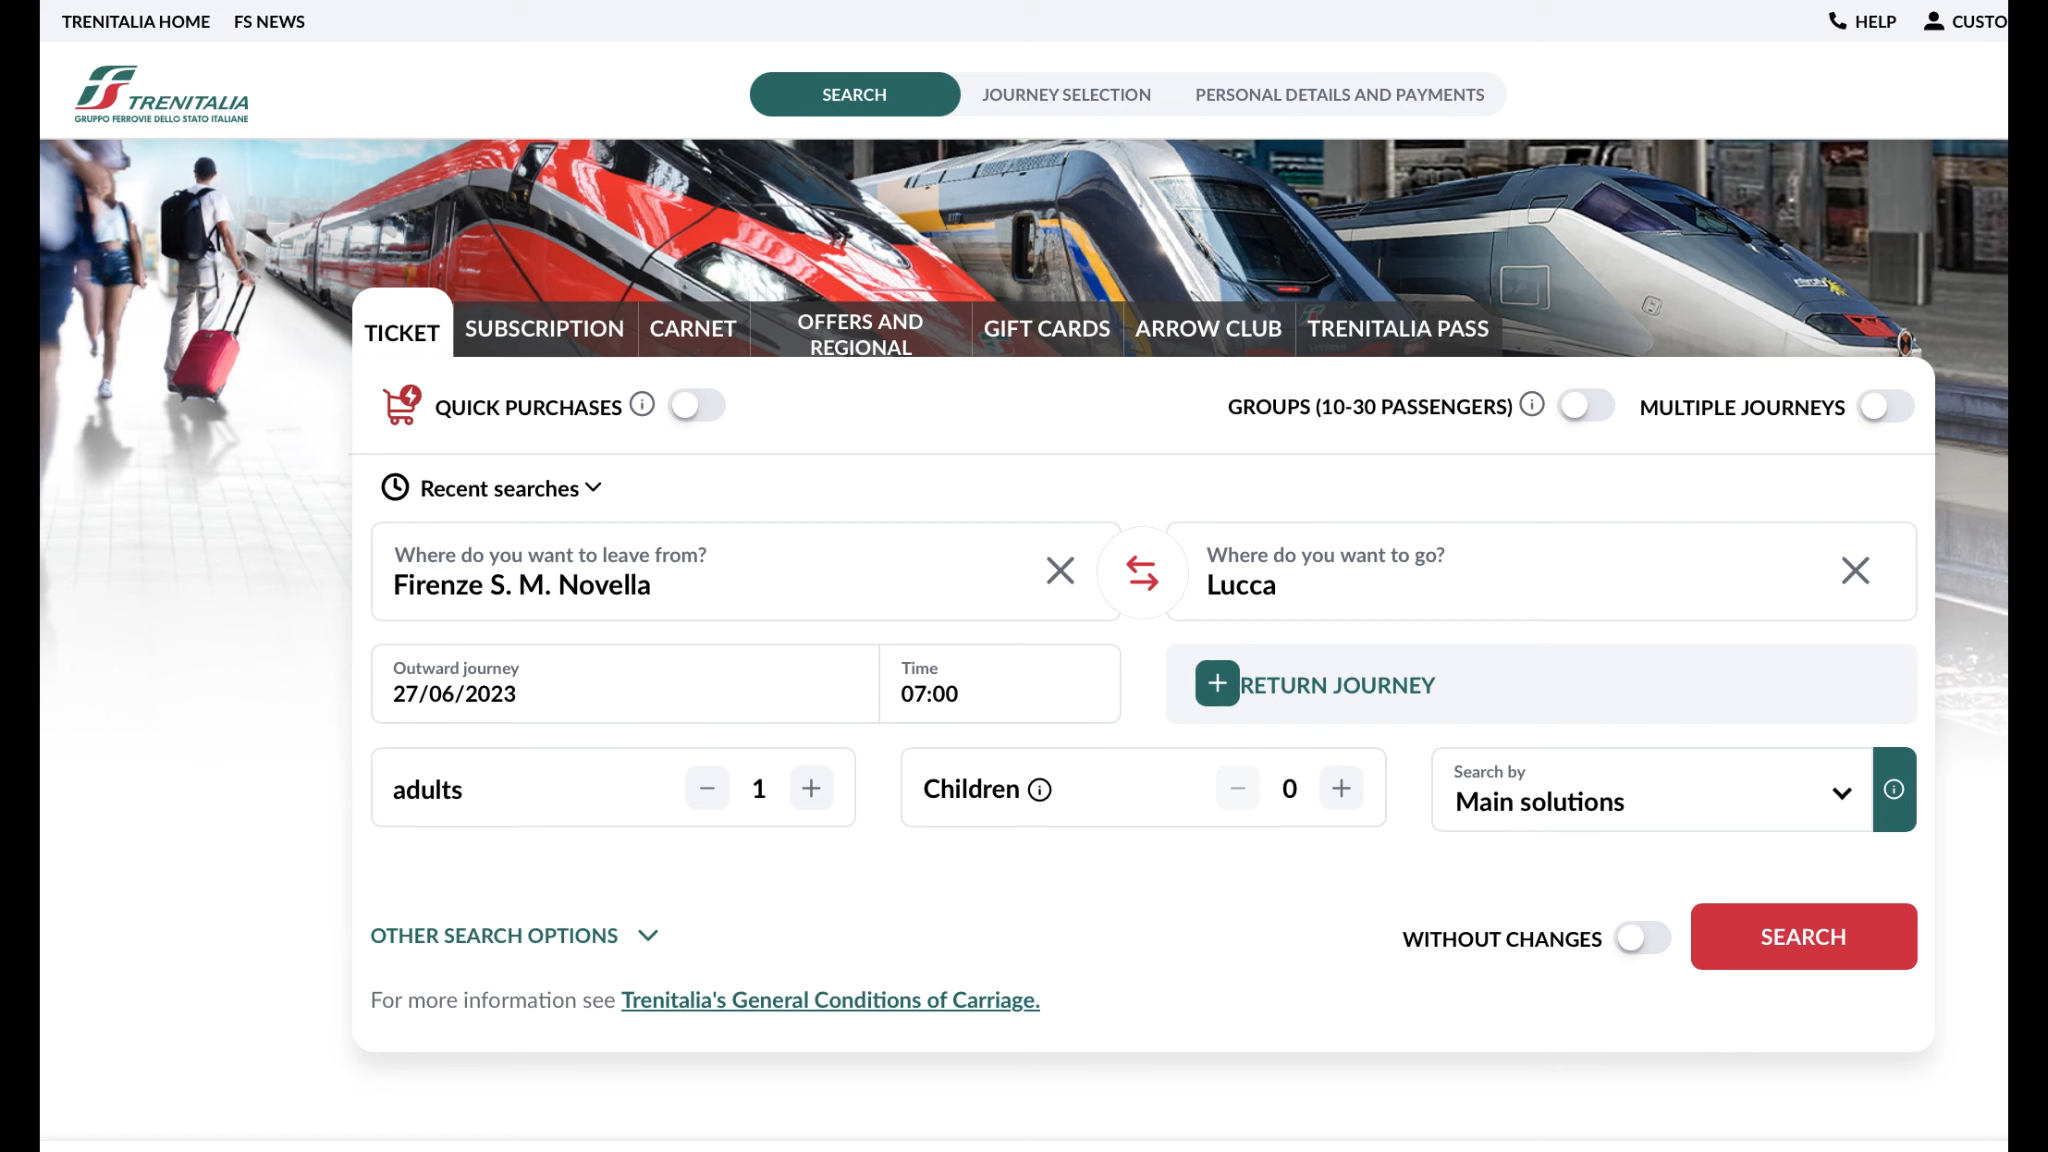 TRENITALIA HOME
FS NEWS
HELP
CUSTO
TRENITALIA
GRUPPO FERROVIE DELLO STATO ITALIANE
SEARCH
JOURNEY SELECTION
PERSONAL DETAILS AND PAYMENTS
TICKET
SUBSCRIPTION
CARNET
OFFERS AND
REGIONAL
GIFT CARDS
ARROW CLUB
TRENITALIA PASS
QUICK PURCHASES
GROUPS (10-30 PASSENGERS)
MULTIPLE JOURNEYS
Recent searches
Where do you want to leave from?
Firenze S. M. Novella
Where do you want to go?
Lucca
Outward journey
27/06/2023
Time
07:00
+ RETURN JOURNEY
adults
− 1 +
Children
− 0 +
Search by
Main solutions
OTHER SEARCH OPTIONS
WITHOUT CHANGES
SEARCH
For more information see Trenitalia's General Conditions of Carriage.